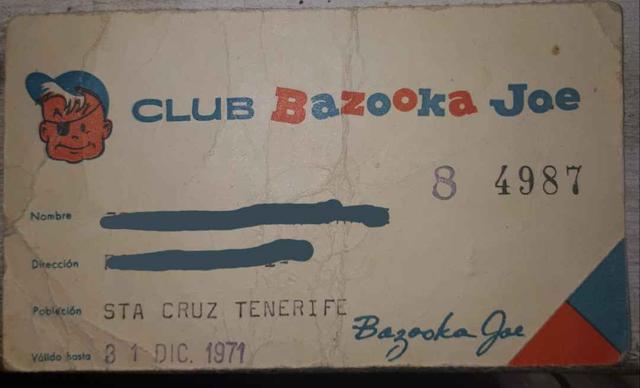 CLUB Bazooka Joe
8 4987
Nombre
Dirección
Población STA CRUZ TENERIFE
Bazooka Joe
Válido hasta 31 DIC. 1971